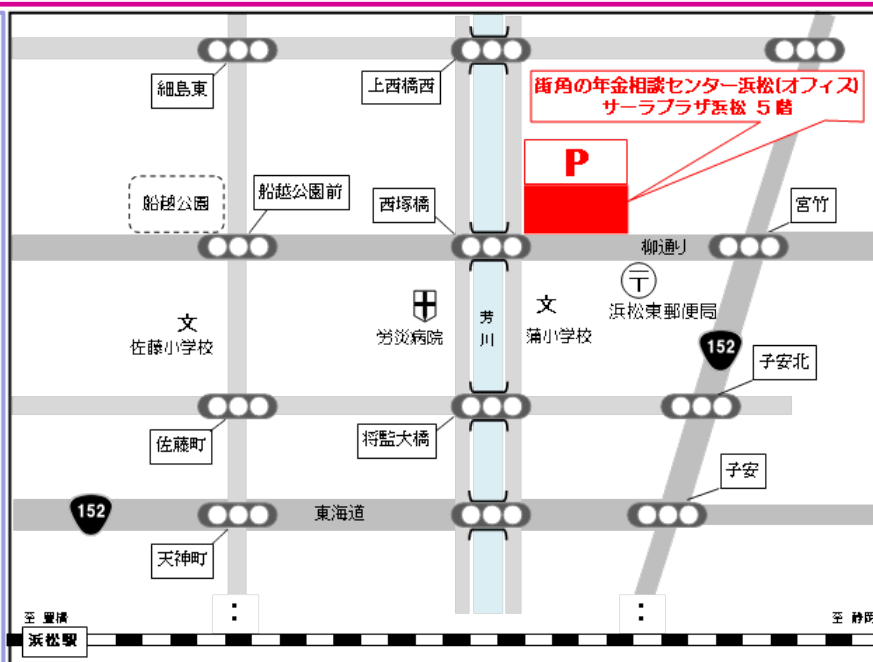 細島東
上西橋西
街角の年金相談センター浜松(オフィス)
サーラプラザ浜松 5階
P
船越公園
船越公園前
西塚橋
宮竹
柳通り
〒
浜松東郵便局
文
佐藤小学校
労災病院
芳川
文
蒲小学校
152
子安北
佐藤町
将監大橋
子安
152
東海道
天神町
至 豊橋
至 静岡
浜松駅